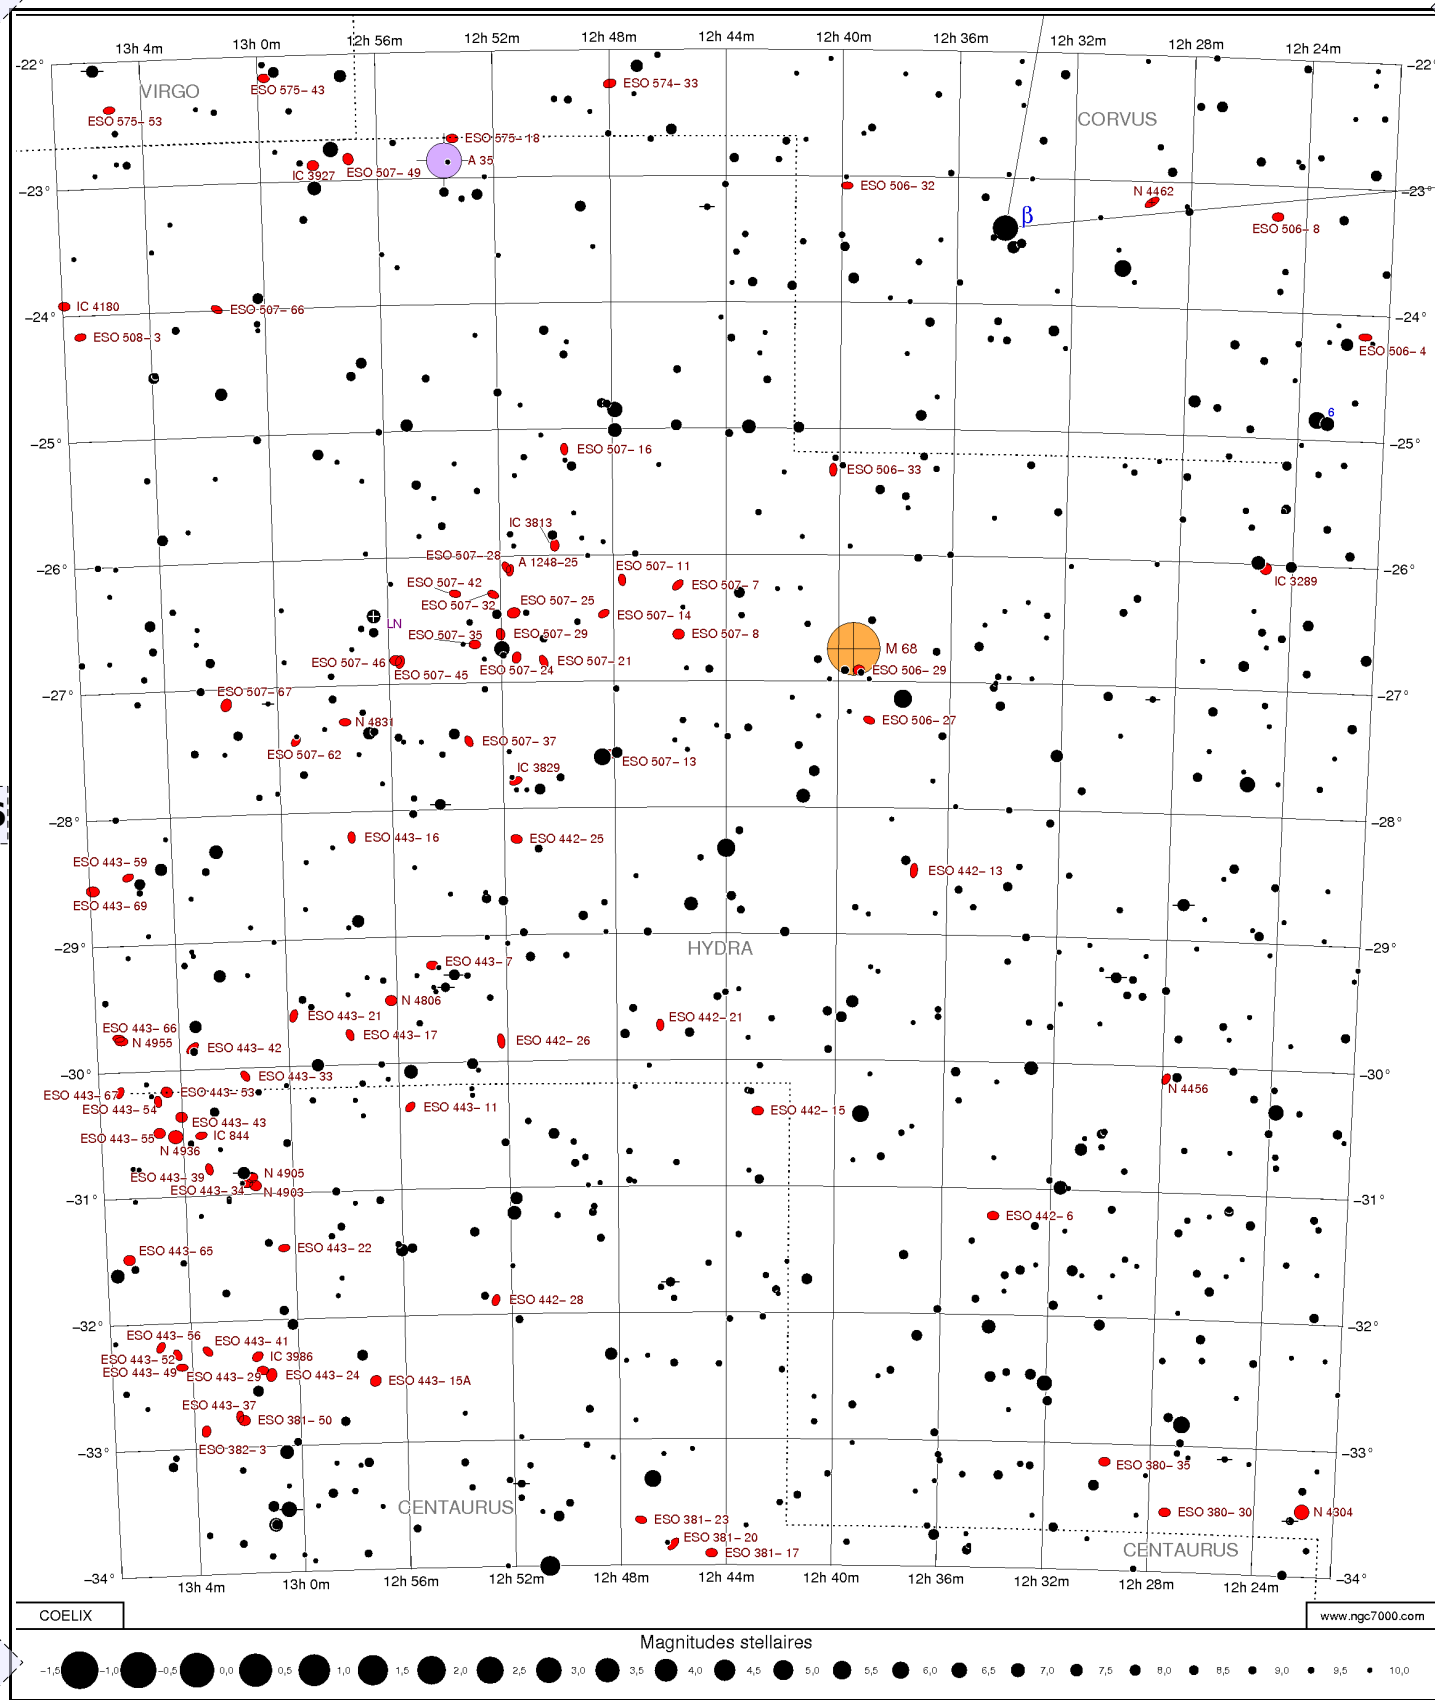 13h 4m 13h 0m 12h 56m 12h 52m 12h 48m 12h 44m 12h 40m 12h 36m 12h 32m 12h 28m 12h 24m
-22° -22°
ESO 574-33
VIRGO ESO 575-43
CORVUS
ESO 575-53
ESO 575-18
A 35
IC 3927 ESO 507-49
-23° ESO 506-32 N 4462 -23°
β
ESO 506-8
IC 4180 ESO 507-66
-24° -24°
ESO 508-3
ESO 506-4
6
-25° -25°
ESO 507-16
ESO 506-33
IC 3813
ESO 507-28 A 1248-25
-26° ESO 507-11 -26°
ESO 507-42 ESO 507-7 IC 3289
ESO 507-32 ESO 507-25
LN ESO 507-14
ESO 507-35 ESO 507-29 ESO 507-8
M 68
ESO 507-46 ESO 507-21
ESO 507-45 ESO 507-24 ESO 506-29
-27° ESO 507-67 -27°
N 4831 ESO 506-27
ESO 507-62 ESO 507-37
IC 3829 ESO 507-13
-28° -28°
ESO 443-16 ESO 442-25
ESO 443-59
ESO 442-13
ESO 443-69
-29° HYDRA -29°
ESO 443-7
N 4806
ESO 443-21 ESO 442-21
ESO 443-66
N 4955 ESO 443-17
ESO 443-42 ESO 442-26
-30° ESO 443-33 -30°
ESO 443-67 ESO 443-53 N 4456
ESO 443-54 ESO 443-11 ESO 442-15
ESO 443-43
ESO 443-55 IC 844
N 4936
ESO 443-39 N 4905
ESO 443-34 N 4903
-31° -31°
ESO 442-6
ESO 443-65 ESO 443-22
ESO 442-28
-32° -32°
ESO 443-56 ESO 443-41
ESO 443-52 IC 3986
ESO 443-49 ESO 443-29 ESO 443-24
ESO 443-15A
ESO 443-37
ESO 381-50
ESO 382-3
-33° -33°
ESO 380-35
CENTAURUS
ESO 381-23 ESO 380-30 N 4304
ESO 381-20
ESO 381-17 CENTAURUS
-34° -34°
13h 4m 13h 0m 12h 56m 12h 52m 12h 48m 12h 44m 12h 40m 12h 36m 12h 32m 12h 28m 12h 24m
COELIX www.ngc7000.com
Magnitudes stellaires
-1,5 -1,0 -0,5 0,0 0,5 1,0 1,5 2,0 2,5 3,0 3,5 4,0 4,5 5,0 5,5 6,0 6,5 7,0 7,5 8,0 8,5 9,0 9,5 10,0